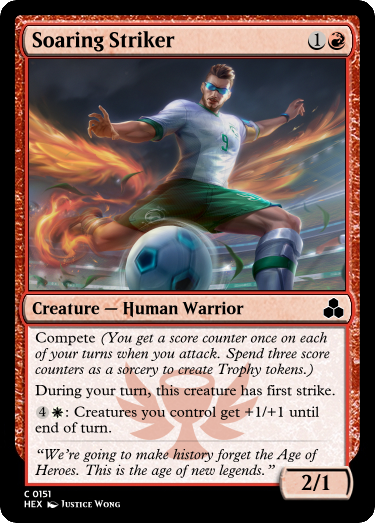 Soaring Striker 1
9
Creature — Human Warrior
Compete (You get a score counter once on each
of your turns when you attack. Spend three score
counters as a sorcery to create Trophy tokens.)
During your turn, this creature has first strike.
4 : Creatures you control get +1/+1 until
end of turn.
“We’re going to make history forget the Age of
Heroes. This is the age of new legends.”
2/1
C 0151
HEX Justice Wong